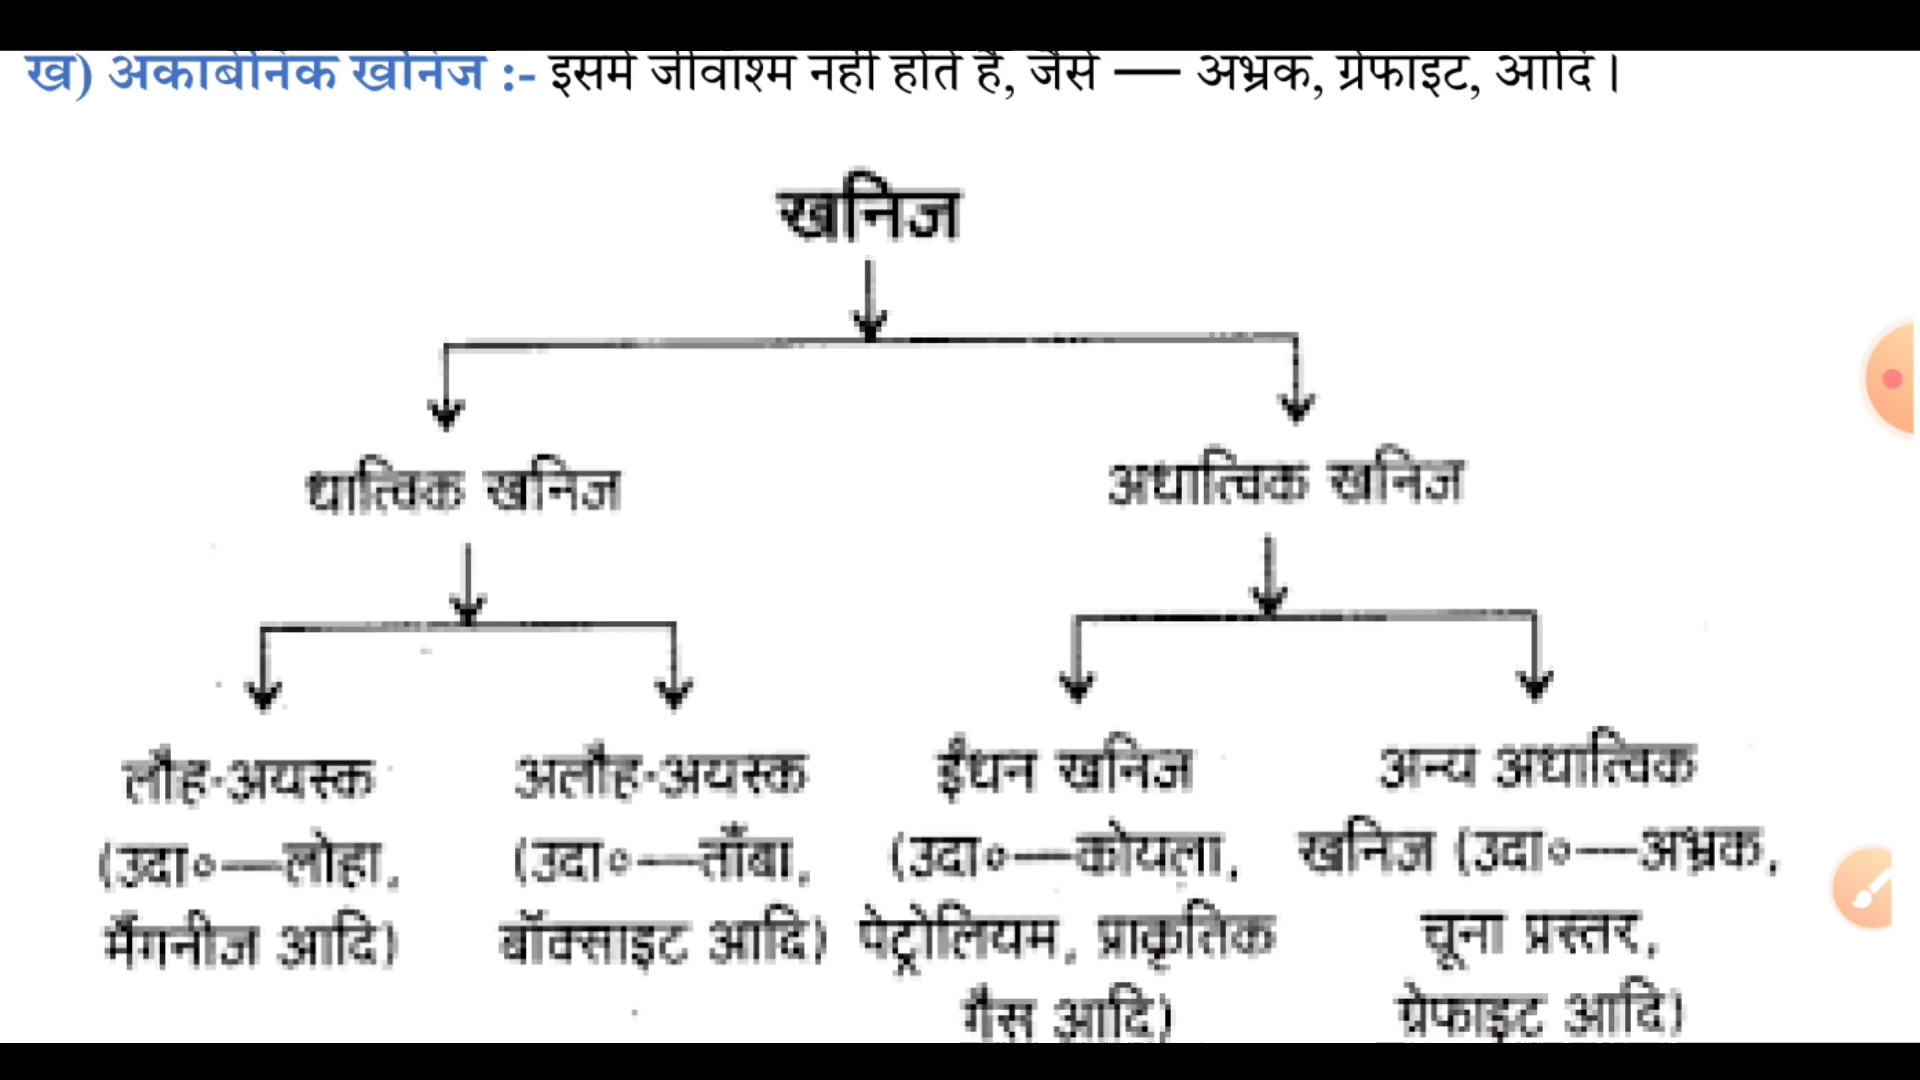 ख) अकार्बनिक खनिज :- इसमें जीवाश्म नहीं होते हैं, जैसे — अभ्रक, ग्रेफाइट, आदि।
खनिज
धात्विक खनिज अधात्विक खनिज
लौह-अयस्क अलौह-अयस्क ईंधन खनिज अन्य अधात्विक
(उदा०—लोहा, (उदा०—ताँबा, (उदा०—कोयला, खनिज (उदा०—अभ्रक,
मैंगनीज आदि) बॉक्साइट आदि) पेट्रोलियम, प्राकृतिक चूना प्रस्तर,
गैस आदि) ग्रेफाइट आदि)